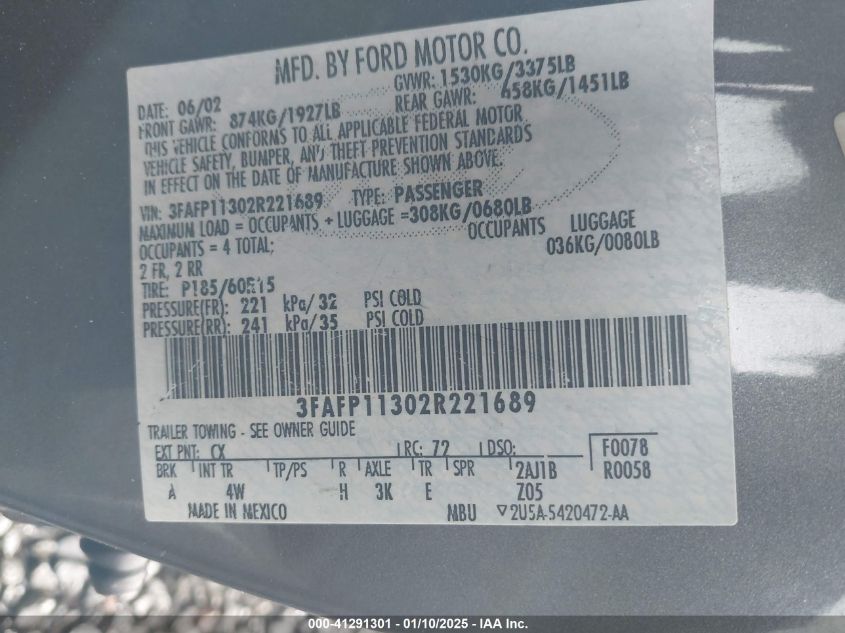 MFD. BY FORD MOTOR CO.
DATE: 06/02 GVWR: 1530KG/3375LB
FRONT GAWR: 874KG/1927LB REAR GAWR: 658KG/1451LB
THIS VEHICLE CONFORMS TO ALL APPLICABLE FEDERAL MOTOR
VEHICLE SAFETY, BUMPER, AND THEFT PREVENTION STANDARDS
IN EFFECT ON THE DATE OF MANUFACTURE SHOWN ABOVE.
VIN: 3FAFP11302R221689 TYPE: PASSENGER
MAXIMUM LOAD = OCCUPANTS + LUGGAGE =308KG/0680LB
OCCUPANTS = 4 TOTAL; OCCUPANTS LUGGAGE
2 FR, 2 RR 036KG/0080LB
TIRE: P185/60R15
PRESSURE(FR): 221 kPa/32 PSI COLD
PRESSURE(RR): 241 kPa/35 PSI COLD
3FAFP11302R221689
TRAILER TOWING - SEE OWNER GUIDE
EXT PNT: CX RC: 72 DSO: F0078
BRK INT TR TP/PS R AXLE TR SPR 2AJ1B R0058
A 4W H 3K E Z05
MADE IN MEXICO MBU ▽2U5A-5420472-AA
000-41291301 - 01/10/2025 - IAA Inc.